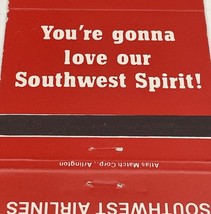 You're gonna
love our
Southwest Spirit!
Atlas Match Corp., Arlington
SOUTHWEST AIRLINES